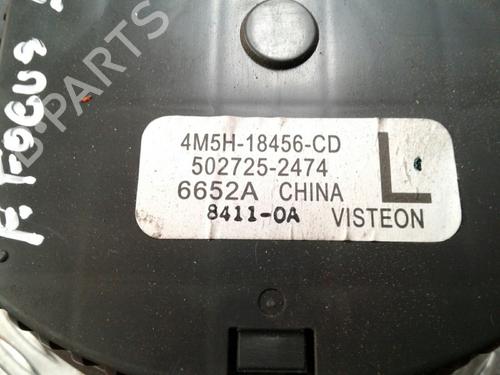 F. FOCUS
B-PARTS
4M5H-18456-CD
502725-2474
6652A CHINA
L
8411-0A VISTEON